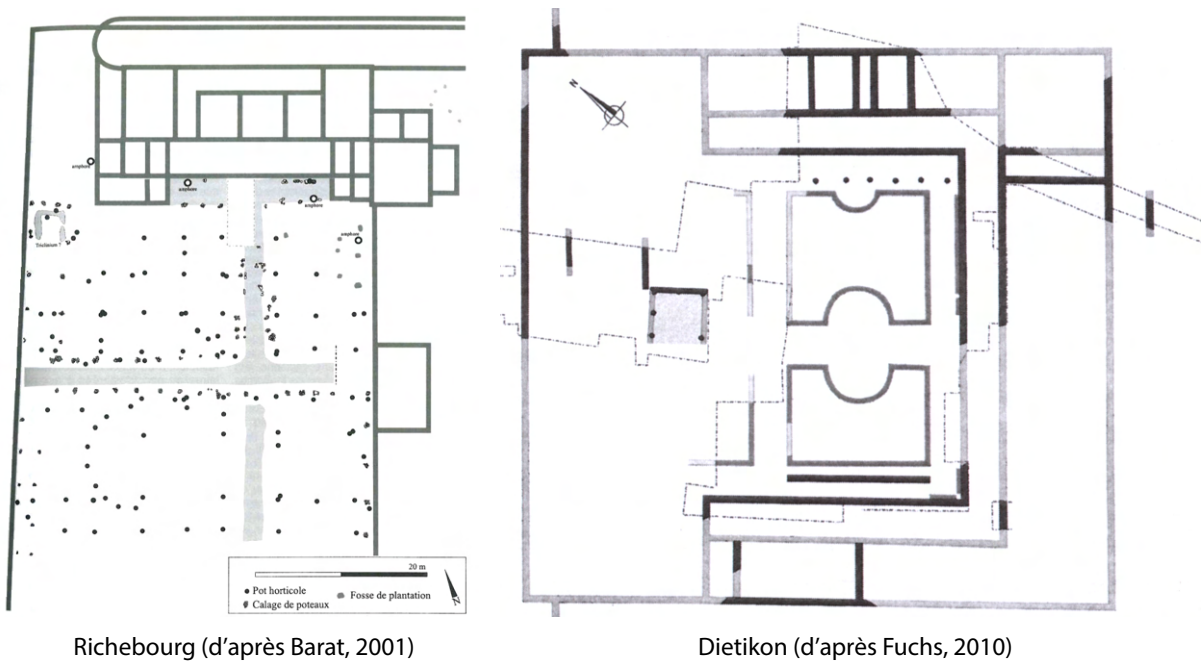 amphore
amphore
amphore
amphore
Triclinium ?
20 m
Pot horticole
Fosse de plantation
Calage de poteaux
N
N
Richebourg (d'après Barat, 2001)
Dietikon (d'après Fuchs, 2010)